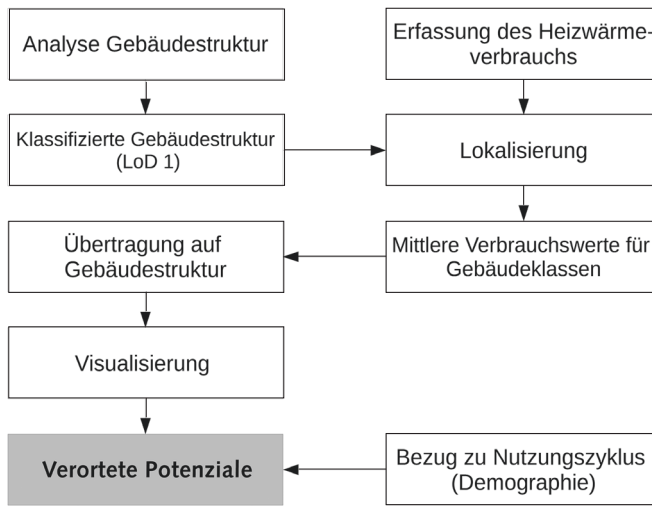 Analyse Gebäudestruktur
Erfassung des Heizwärme-
verbrauchs
Klassifizierte Gebäudestruktur
(LoD 1)
Lokalisierung
Übertragung auf
Gebäudestruktur
Mittlere Verbrauchswerte für
Gebäudeklassen
Visualisierung
Verortete Potenziale
Bezug zu Nutzungszyklus
(Demographie)